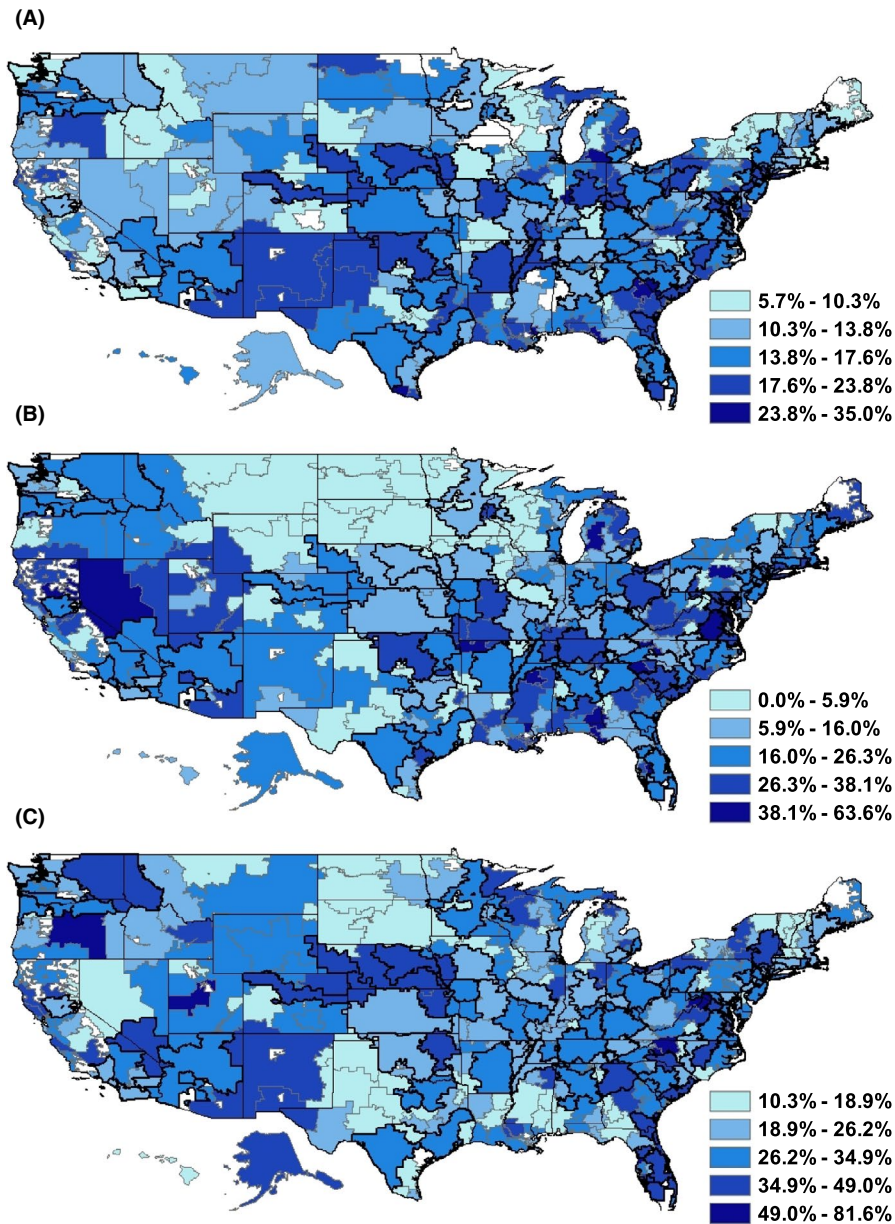 (A)
5.7% - 10.3%
10.3% - 13.8%
13.8% - 17.6%
17.6% - 23.8%
23.8% - 35.0%
(B)
0.0% - 5.9%
5.9% - 16.0%
16.0% - 26.3%
26.3% - 38.1%
38.1% - 63.6%
(C)
10.3% - 18.9%
18.9% - 26.2%
26.2% - 34.9%
34.9% - 49.0%
49.0% - 81.6%